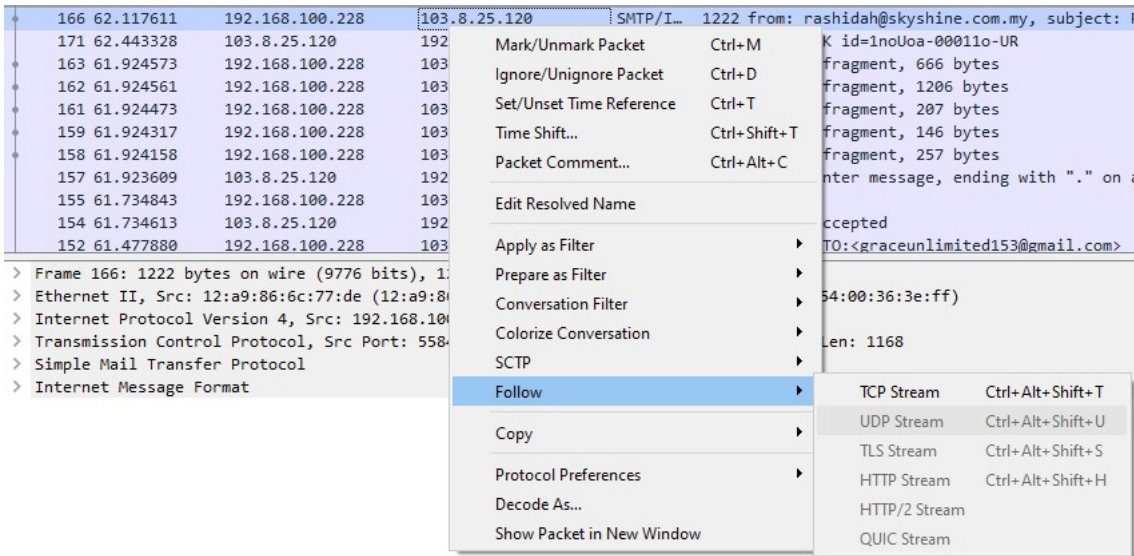 166 62.117611 192.168.100.228 103.8.25.120 SMTP/I… 1222 from: rashidah@skyshine.com.my, subject:
171 62.443328 103.8.25.120 192 K id=1noUoa-00011o-UR
163 61.924573 192.168.100.228 103 fragment, 666 bytes
162 61.924561 192.168.100.228 103 fragment, 1206 bytes
161 61.924473 192.168.100.228 103 fragment, 207 bytes
159 61.924317 192.168.100.228 103 fragment, 146 bytes
158 61.924158 192.168.100.228 103 fragment, 257 bytes
157 61.923609 103.8.25.120 192 nter message, ending with "." on a
155 61.734843 192.168.100.228 103
154 61.734613 103.8.25.120 192 ccepted
152 61.477880 192.168.100.228 103 TO:<graceunlimited153@gmail.com>
> Frame 166: 1222 bytes on wire (9776 bits), 1
> Ethernet II, Src: 12:a9:86:6c:77:de (12:a9:8 54:00:36:3e:ff)
> Internet Protocol Version 4, Src: 192.168.10
> Transmission Control Protocol, Src Port: 558 Len: 1168
> Simple Mail Transfer Protocol
> Internet Message Format
Mark/Unmark Packet Ctrl+M
Ignore/Unignore Packet Ctrl+D
Set/Unset Time Reference Ctrl+T
Time Shift... Ctrl+Shift+T
Packet Comment... Ctrl+Alt+C
Edit Resolved Name
Apply as Filter
Prepare as Filter
Conversation Filter
Colorize Conversation
SCTP
Follow
Copy
Protocol Preferences
Decode As...
Show Packet in New Window
TCP Stream Ctrl+Alt+Shift+T
UDP Stream Ctrl+Alt+Shift+U
TLS Stream Ctrl+Alt+Shift+S
HTTP Stream Ctrl+Alt+Shift+H
HTTP/2 Stream
QUIC Stream